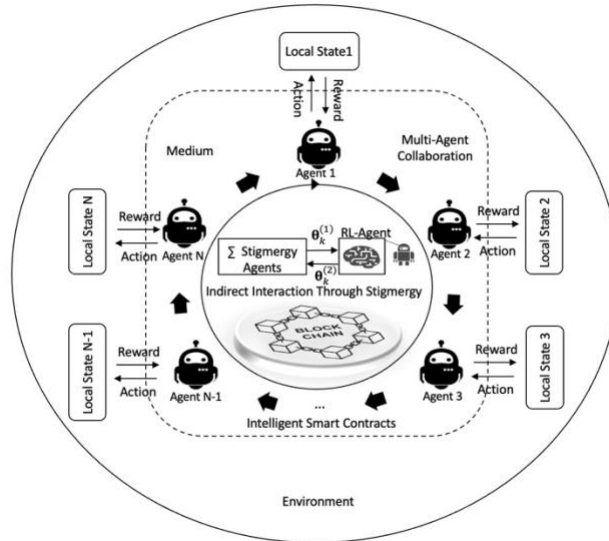 Local State1
Action
Reward
Medium
Multi-Agent
Collaboration
Agent 1
Local State N
Reward
Action
Agent N
Reward
Action
Local State 2
Agent 2
∑ Stigmergy
Agents
θ_k^(1)
θ_k^(2)
RL-Agent
Indirect Interaction Through Stigmergy
BLOCK CHAIN
Local State N-1
Reward
Action
Agent N-1
Reward
Action
Local State 3
Agent 3
...
Intelligent Smart Contracts
Environment